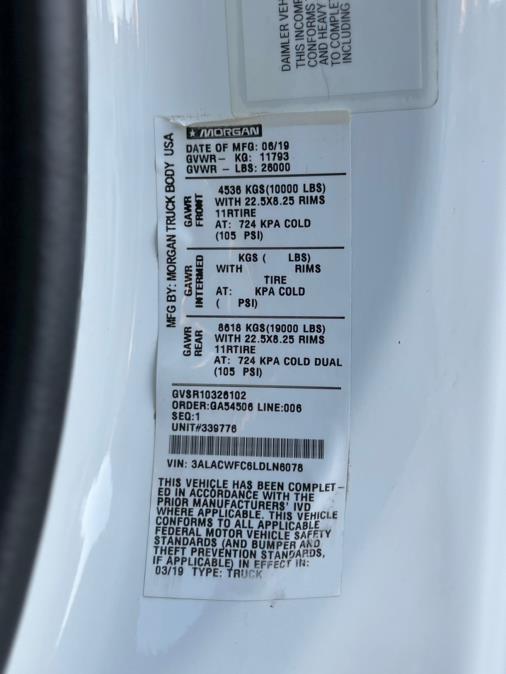 DAIMLER VEH
THIS INCOMP
CONFORMS
AND HEAVY
TO COMPLET
INCLUDING
MORGAN
MFG BY: MORGAN TRUCK BODY USA
DATE OF MFG: 06/19
GVWR - KG: 11793
GVWR - LBS: 26000
GAWR
FRONT
4536 KGS(10000 LBS)
WITH 22.5X8.25 RIMS
11RTIRE
AT: 724 KPA COLD
(105 PSI)
GAWR
INTERMED
KGS ( LBS)
WITH RIMS
TIRE
AT: KPA COLD
( PSI)
GAWR
REAR
8618 KGS(19000 LBS)
WITH 22.5X8.25 RIMS
11RTIRE
AT: 724 KPA COLD DUAL
(105 PSI)
GVSR10326102
ORDER:GA54506 LINE:006
SEQ:1
UNIT#339776
VIN: 3ALACWFC6LDLN6078
THIS VEHICLE HAS BEEN COMPLET-
ED IN ACCORDANCE WITH THE
PRIOR MANUFACTURERS' IVD
WHERE APPLICABLE. THIS VEHICLE
CONFORMS TO ALL APPLICABLE
FEDERAL MOTOR VEHICLE SAFETY
STANDARDS (AND BUMPER AND
THEFT PREVENTION STANDARDS,
IF APPLICABLE) IN EFFECT IN:
03/19 TYPE: TRUCK